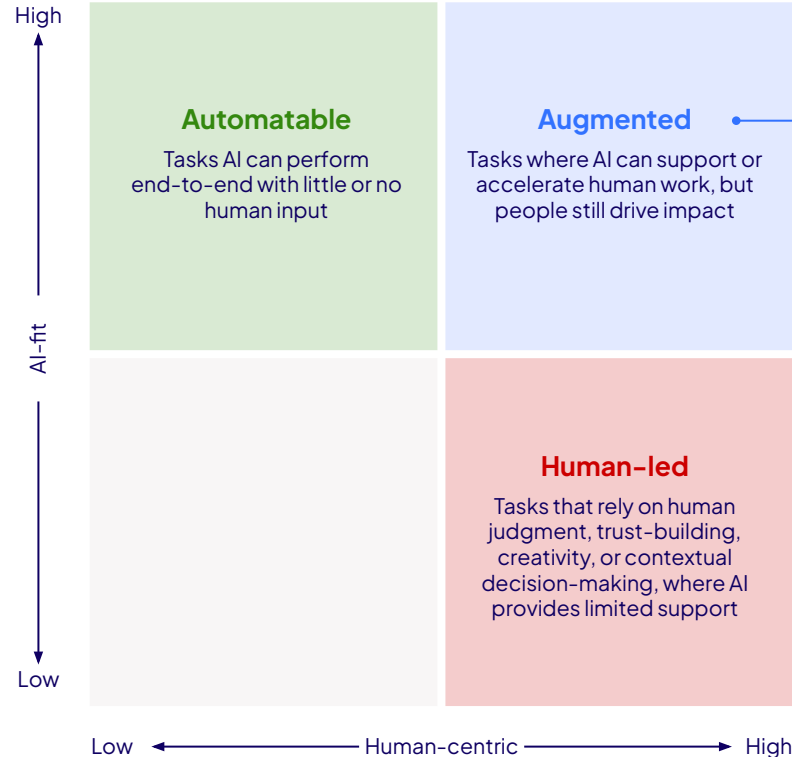 High
Automatable
Tasks AI can perform
end-to-end with little or no
human input
Augmented
Tasks where AI can support or
accelerate human work, but
people still drive impact
AI-fit
Human-led
Tasks that rely on human
judgment, trust-building,
creativity, or contextual
decision-making, where AI
provides limited support
Low
Low
Human-centric
High